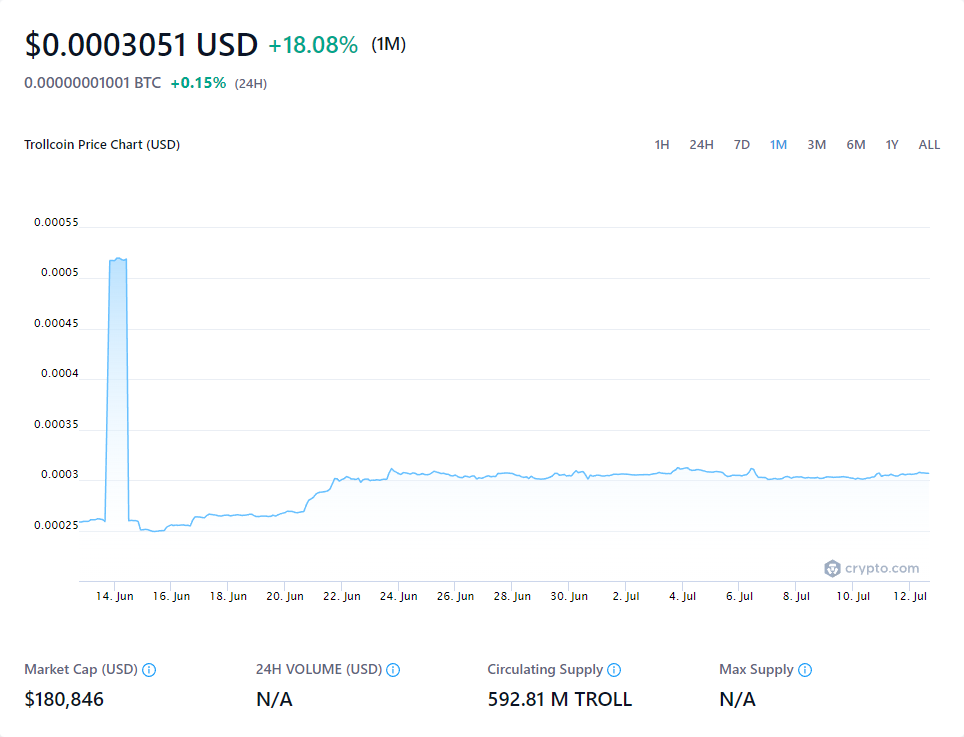 $0.0003051 USD +18.08% (1M)
0.00000001001 BTC +0.15% (24H)
Trollcoin Price Chart (USD) 1H 24H 7D 1M 3M 6M 1Y ALL
0.00055
0.0005
0.00045
0.0004
0.00035
0.0003
0.00025
crypto.com
14. Jun 16. Jun 18. Jun 20. Jun 22. Jun 24. Jun 26. Jun 28. Jun 30. Jun 2. Jul 4. Jul 6. Jul 8. Jul 10. Jul 12. Jul
Market Cap (USD) 24H VOLUME (USD) Circulating Supply Max Supply
$180,846 N/A 592.81 M TROLL N/A